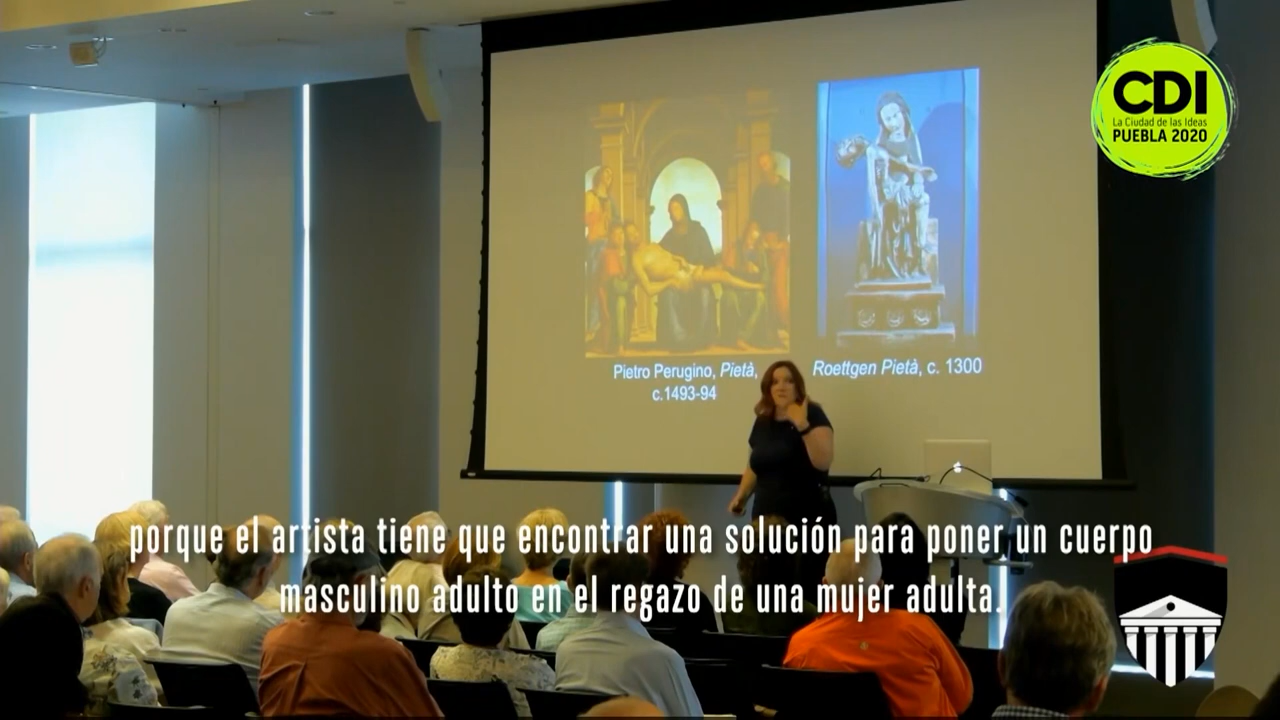 CDI
La Ciudad de las Ideas
PUEBLA 2020
Pietro Perugino, Pietà,
c.1493-94
Roettgen Pietà, c. 1300
porque el artista tiene que encontrar una solución para poner un cuerpo
masculino adulto en el regazo de una mujer adulta.